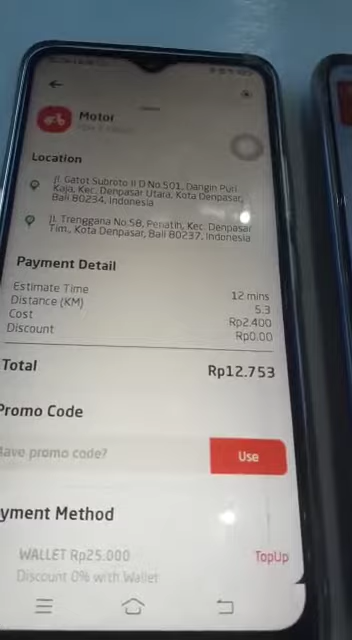 Motor
Location
Jl. Gatot Subroto II D No.501, Dangin Puri
Kaja, Kec. Denpasar Utara, Kota Denpasar,
Bali 80234, Indonesia
Jl. Trenggana No.58, Penatih, Kec. Denpasar
Tim., Kota Denpasar, Bali 80237, Indonesia
Payment Detail
Estimate Time 12 mins
Distance (KM) 5.3
Cost Rp2.400
Discount Rp0.00
Total Rp12.753
Promo Code
Have promo code? Use
yment Method
WALLET Rp25.000 TopUp
Discount 0% with Wallet